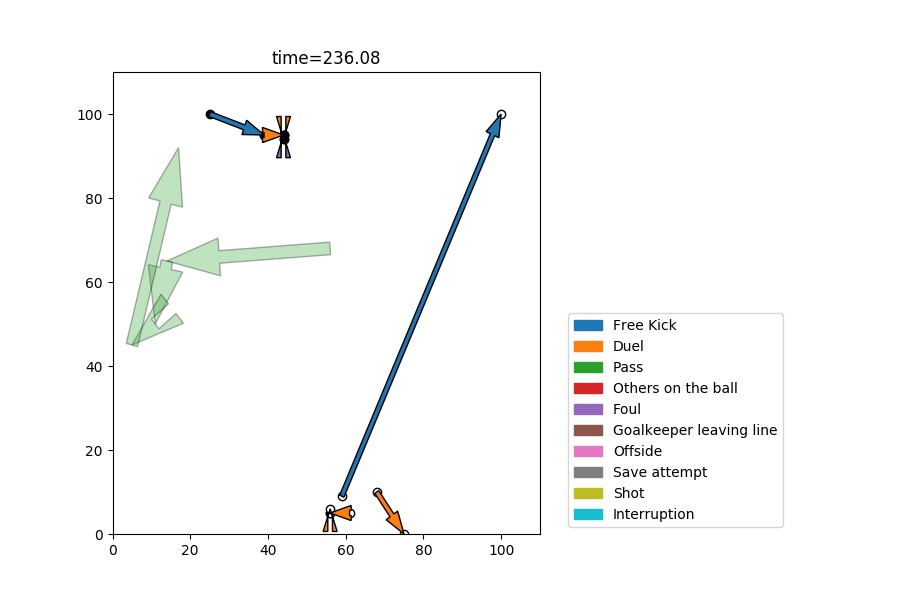 time=236.08
100
80
60
40
20
0
0 20 40 60 80 100
Free Kick
Duel
Pass
Others on the ball
Foul
Goalkeeper leaving line
Offside
Save attempt
Shot
Interruption